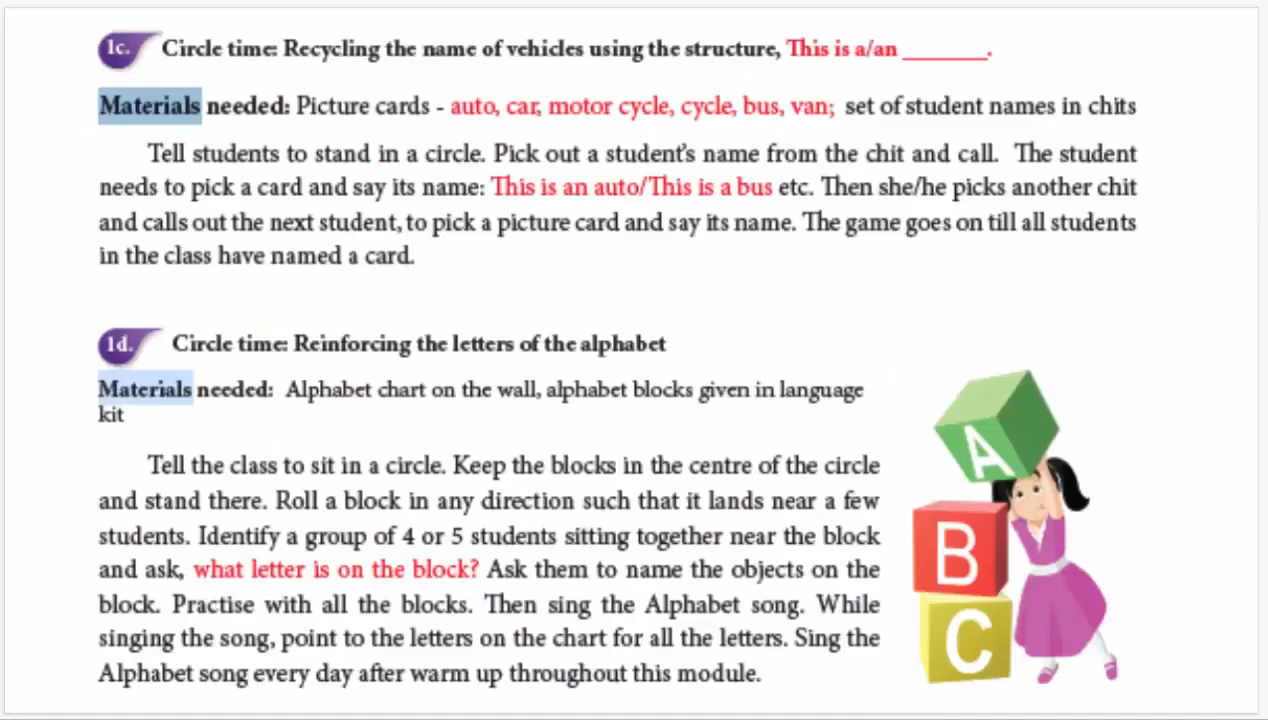 1c. Circle time: Recycling the name of vehicles using the structure, This is a/an _______.
Materials needed: Picture cards - auto, car, motor cycle, cycle, bus, van; set of student names in chits
Tell students to stand in a circle. Pick out a student's name from the chit and call. The student
needs to pick a card and say its name: This is an auto/This is a bus etc. Then she/he picks another chit
and calls out the next student, to pick a picture card and say its name. The game goes on till all students
in the class have named a card.
1d. Circle time: Reinforcing the letters of the alphabet
Materials needed: Alphabet chart on the wall, alphabet blocks given in language
kit
Tell the class to sit in a circle. Keep the blocks in the centre of the circle
and stand there. Roll a block in any direction such that it lands near a few
students. Identify a group of 4 or 5 students sitting together near the block
and ask, what letter is on the block? Ask them to name the objects on the
block. Practise with all the blocks. Then sing the Alphabet song. While
singing the song, point to the letters on the chart for all the letters. Sing the
Alphabet song every day after warm up throughout this module.
A
B
C